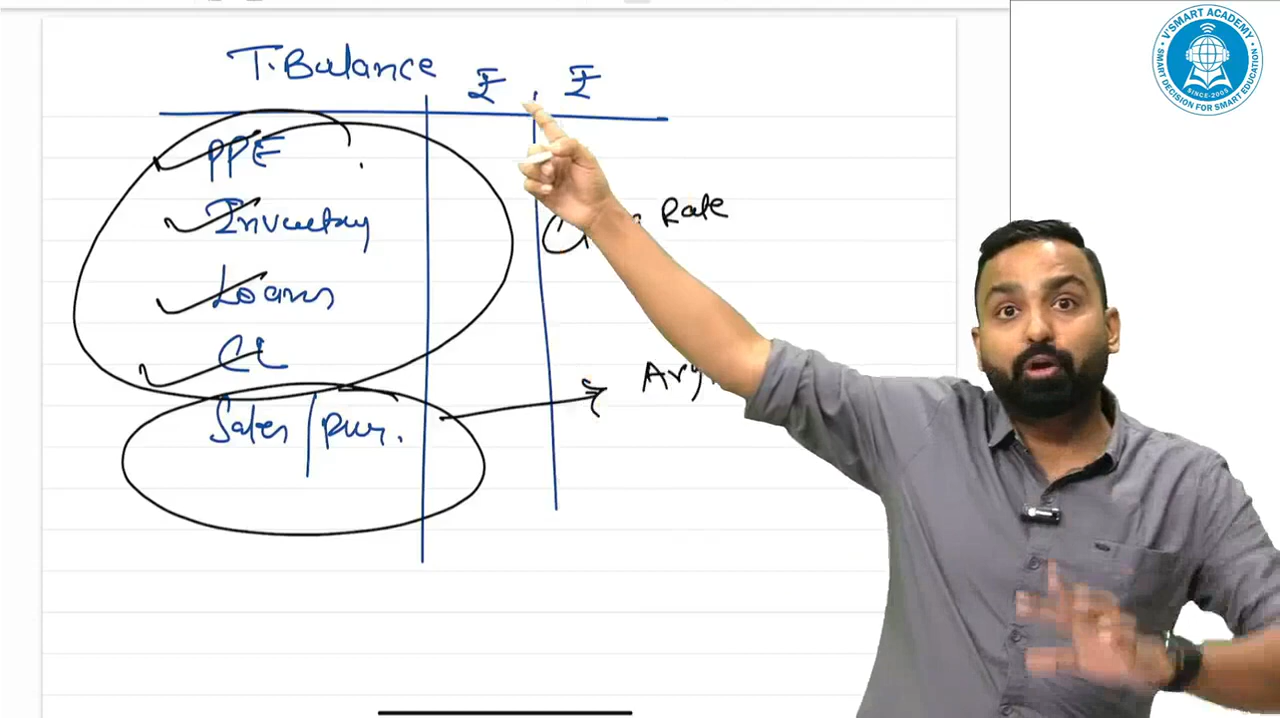 T. Balance ₹ ₹
PPE
Inventory
Rate
Loans
CL
Sales / pur.
V'SMART ACADEMY
SINCE-2005
SMART DECISION FOR SMART EDUCATION